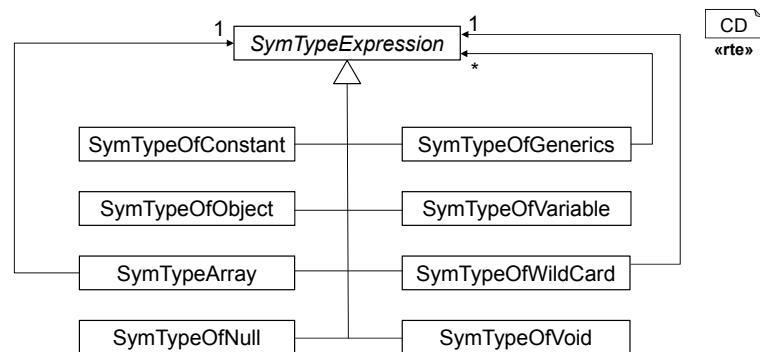 1
SymTypeExpression
1
CD
«rte»
*
SymTypeOfConstant
SymTypeOfGenerics
SymTypeOfObject
SymTypeOfVariable
SymTypeArray
SymTypeOfWildCard
SymTypeOfNull
SymTypeOfVoid